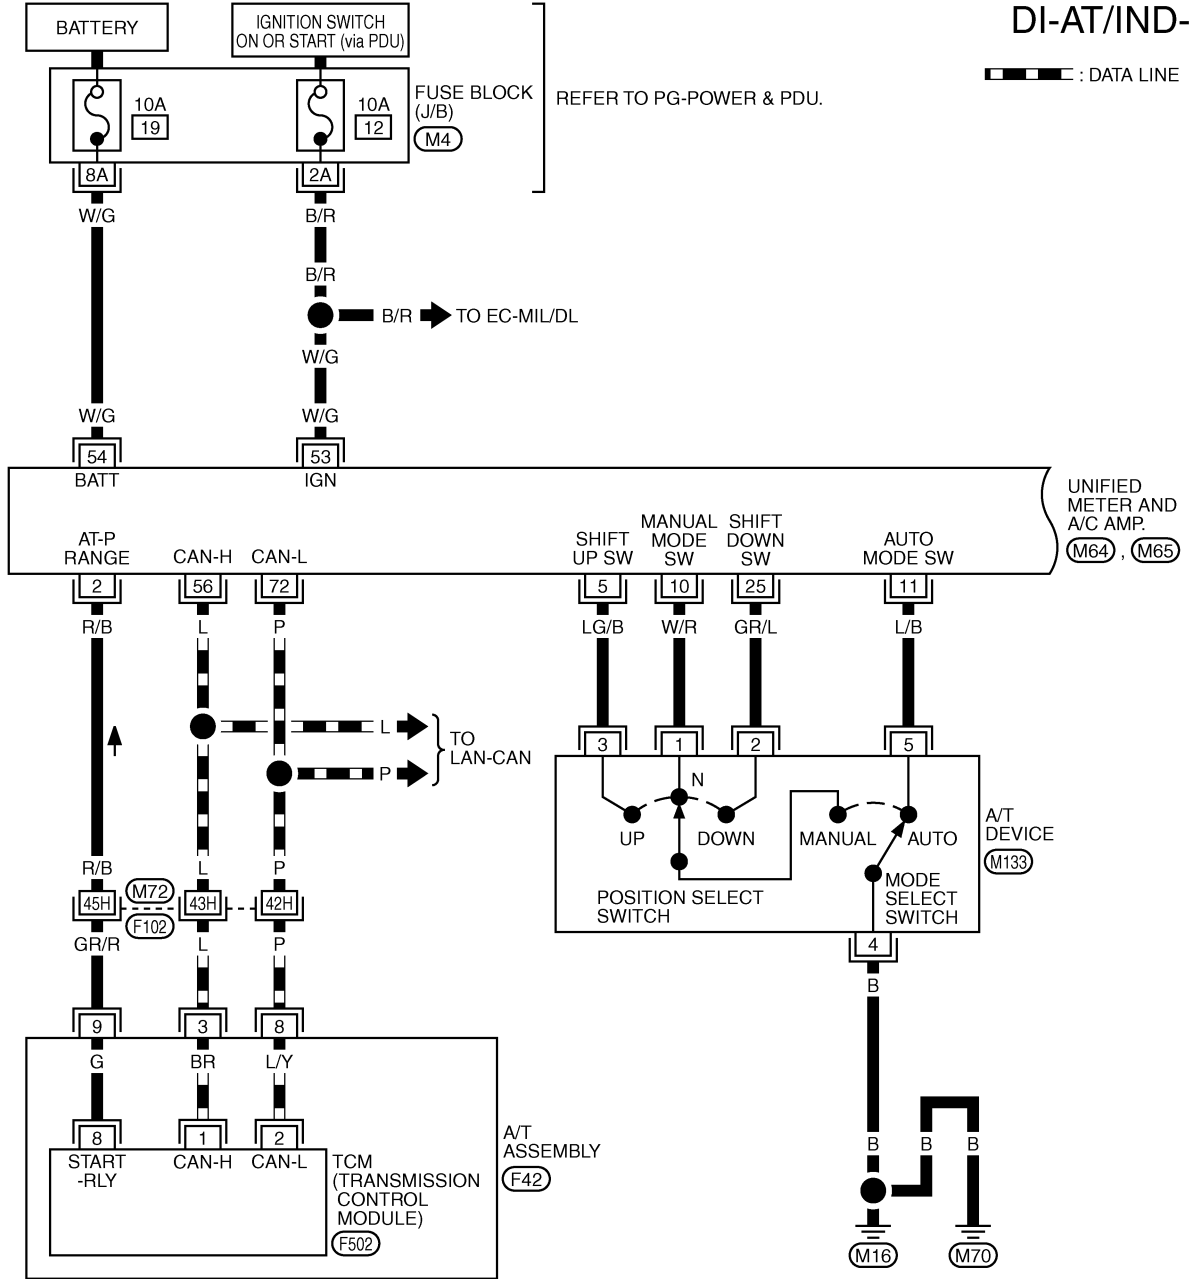 DI-AT/IND-
BATTERY
IGNITION SWITCH
ON OR START (via PDU)
: DATA LINE
10A
19
10A
12
FUSE BLOCK
(J/B)
M4
REFER TO PG-POWER & PDU.
8A
2A
W/G
B/R
B/R
B/R
TO EC-MIL/DL
W/G
W/G
W/G
54
53
BATT
IGN
UNIFIED
METER AND
A/C AMP.
M64 , M65
AT-P
RANGE
CAN-H
CAN-L
SHIFT
UP SW
MANUAL
MODE
SW
SHIFT
DOWN
SW
AUTO
MODE SW
2
56
72
5
10
25
11
R/B
L
P
LG/B
W/R
GR/L
L/B
L
P
TO
LAN-CAN
3
1
2
5
N
UP
DOWN
MANUAL
AUTO
A/T
DEVICE
M133
POSITION SELECT
SWITCH
MODE
SELECT
SWITCH
4
R/B
L
P
45H
M72
F102
43H
42H
GR/R
L
P
B
9
3
8
G
BR
L/Y
8
1
2
START
-RLY
CAN-H
CAN-L
TCM
(TRANSMISSION
CONTROL
MODULE)
F502
A/T
ASSEMBLY
F42
B
B
B
M16
M70